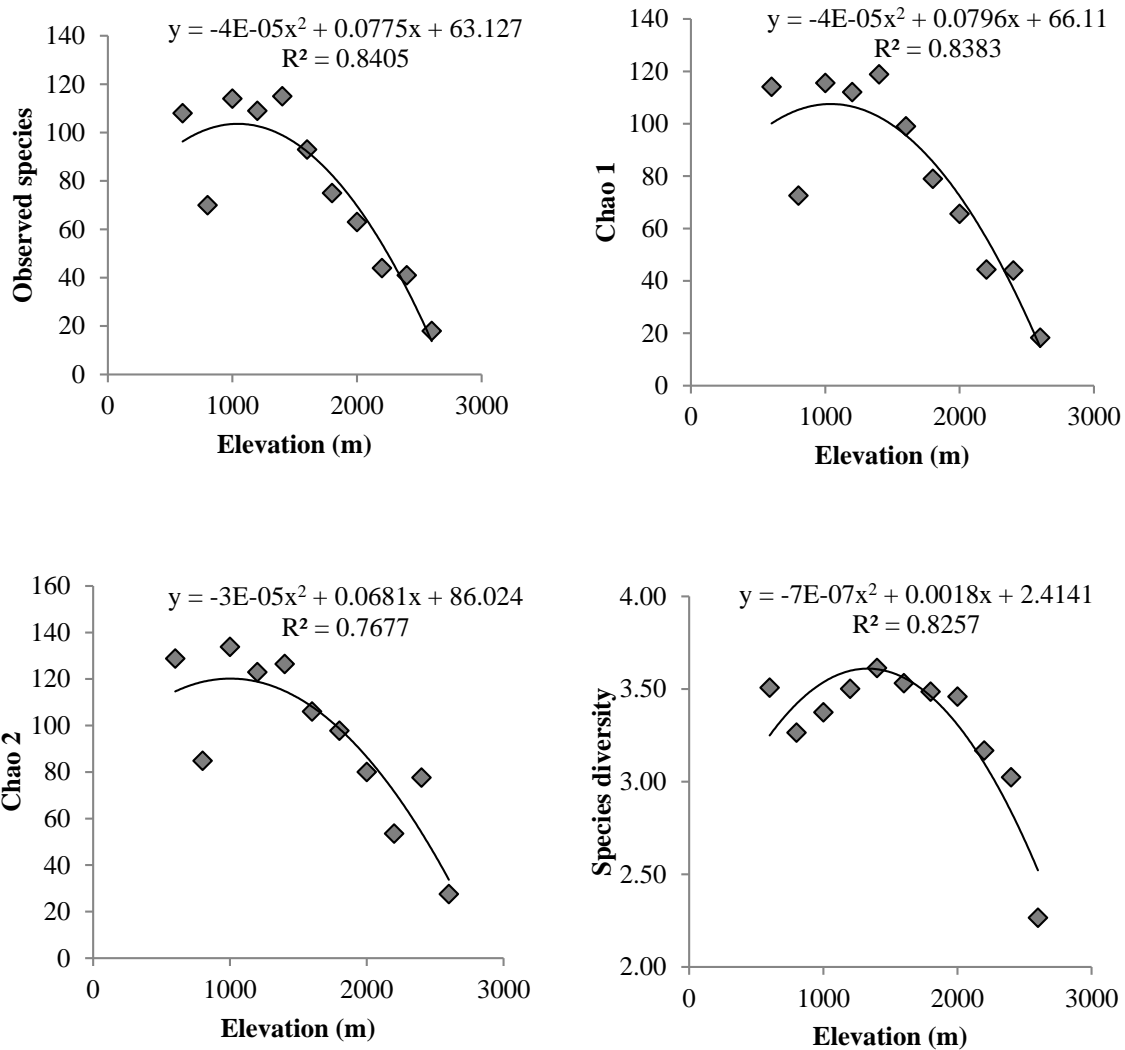 y = -4E-05x² + 0.0775x + 63.127
R² = 0.8405
140
120
100
80
60
40
20
0
Observed species
0 1000 2000 3000
Elevation (m)
y = -4E-05x² + 0.0796x + 66.11
R² = 0.8383
140
120
100
80
60
40
20
0
Chao 1
0 1000 2000 3000
Elevation (m)
y = -3E-05x² + 0.0681x + 86.024
R² = 0.7677
160
140
120
100
80
60
40
20
0
Chao 2
0 1000 2000 3000
Elevation (m)
y = -7E-07x² + 0.0018x + 2.4141
R² = 0.8257
4.00
3.50
3.00
2.50
2.00
Species diversity
0 1000 2000 3000
Elevation (m)